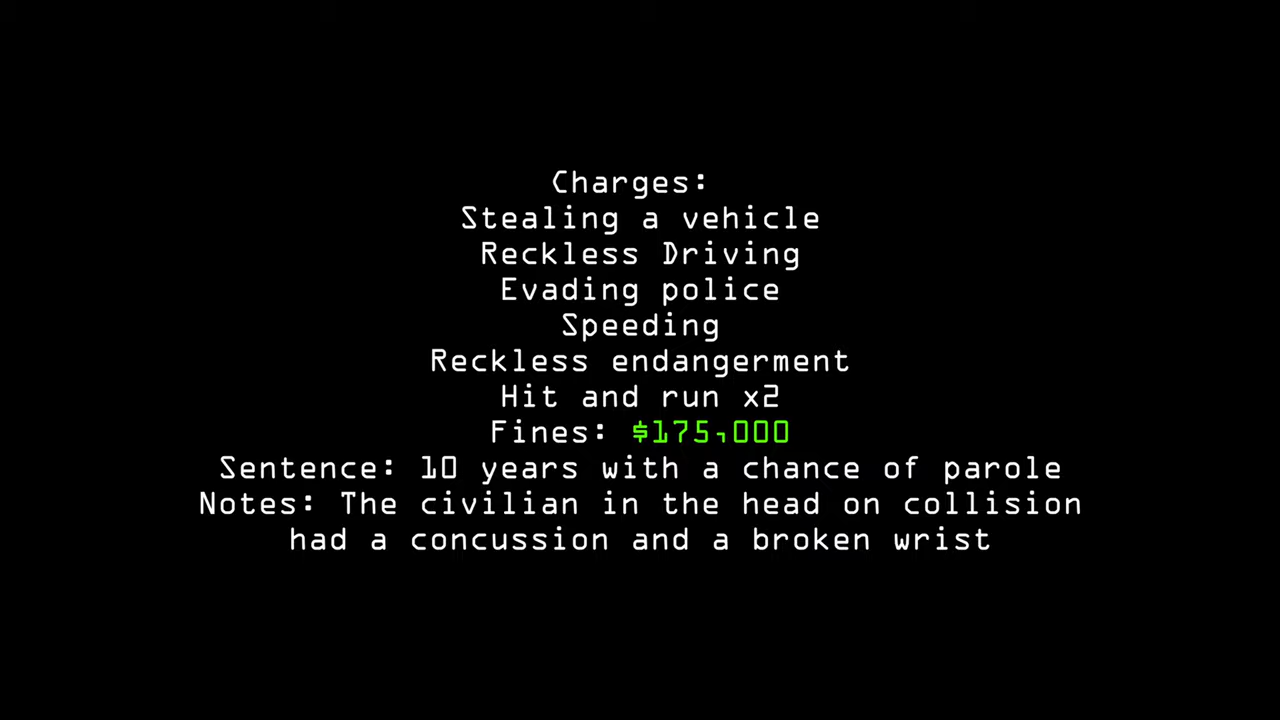 Charges:
Stealing a vehicle
Reckless Driving
Evading police
Speeding
Reckless endangerment
Hit and run x2
Fines: $175,000
Sentence: 10 years with a chance of parole
Notes: The civilian in the head on collision
had a concussion and a broken wrist